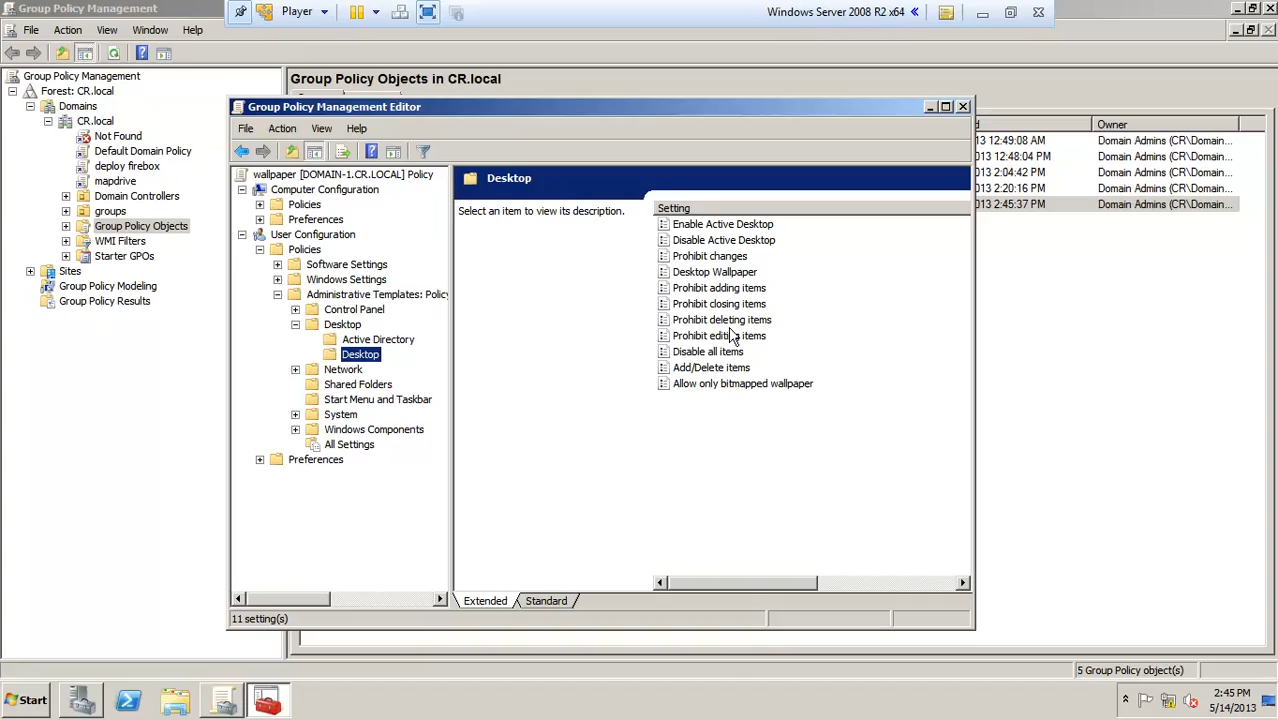 Group Policy Management
Player
Windows Server 2008 R2 x64
File Action View Window Help
Group Policy Management
Forest: CR.local
Domains
CR.local
Not Found
Default Domain Policy
deploy firebox
mapdrive
Domain Controllers
groups
Group Policy Objects
WMI Filters
Starter GPOs
Sites
Group Policy Modeling
Group Policy Results
Group Policy Objects in CR.local
Owner
13 12:49:08 AM Domain Admins (CR\Domain...
013 12:48:04 PM Domain Admins (CR\Domain...
013 2:04:42 PM Domain Admins (CR\Domain...
013 2:20:16 PM Domain Admins (CR\Domain...
013 2:45:37 PM Domain Admins (CR\Domain...
Group Policy Management Editor
File Action View Help
wallpaper [DOMAIN-1.CR.LOCAL] Policy
Computer Configuration
Policies
Preferences
User Configuration
Policies
Software Settings
Windows Settings
Administrative Templates: Policy
Control Panel
Desktop
Active Directory
Desktop
Network
Shared Folders
Start Menu and Taskbar
System
Windows Components
All Settings
Preferences
Desktop
Select an item to view its description.
Setting
Enable Active Desktop
Disable Active Desktop
Prohibit changes
Desktop Wallpaper
Prohibit adding items
Prohibit closing items
Prohibit deleting items
Prohibit editing items
Disable all items
Add/Delete items
Allow only bitmapped wallpaper
Extended Standard
11 setting(s)
5 Group Policy object(s)
Start
2:45 PM
5/14/2013